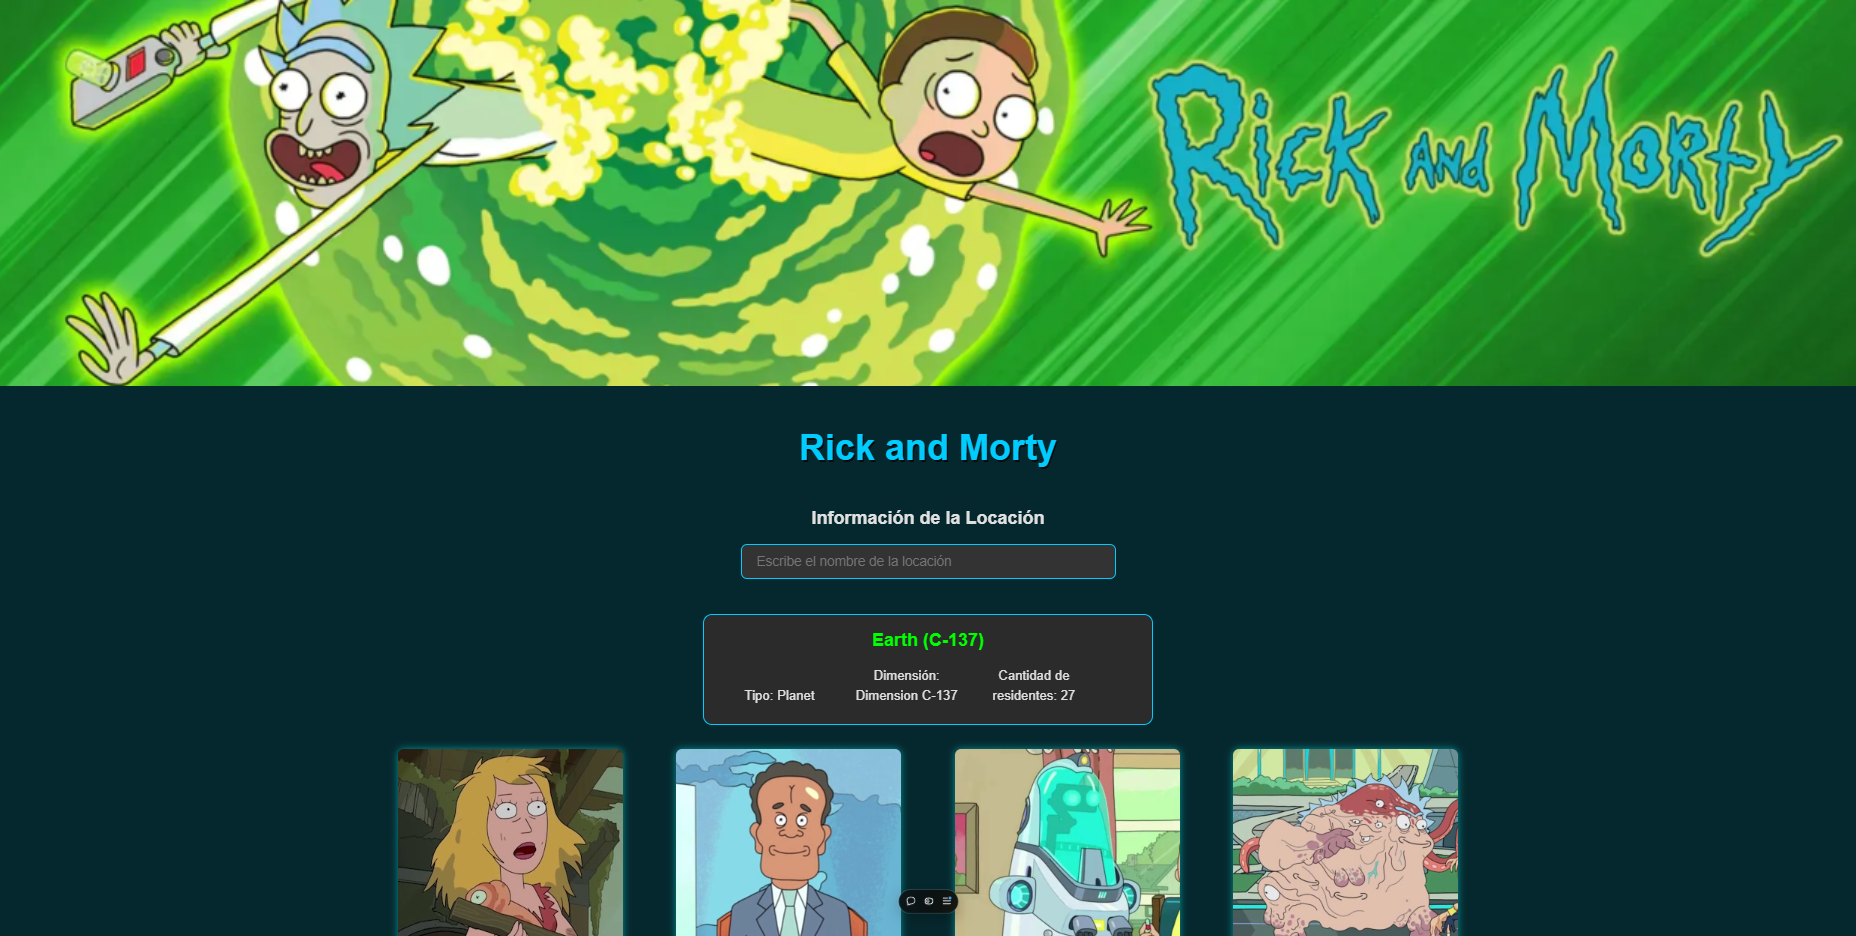 Rick and Morty
Rick and Morty
Información de la Locación
Escribe el nombre de la locación
Earth (C-137)
Tipo: Planet
Dimensión:
Dimension C-137
Cantidad de
residentes: 27